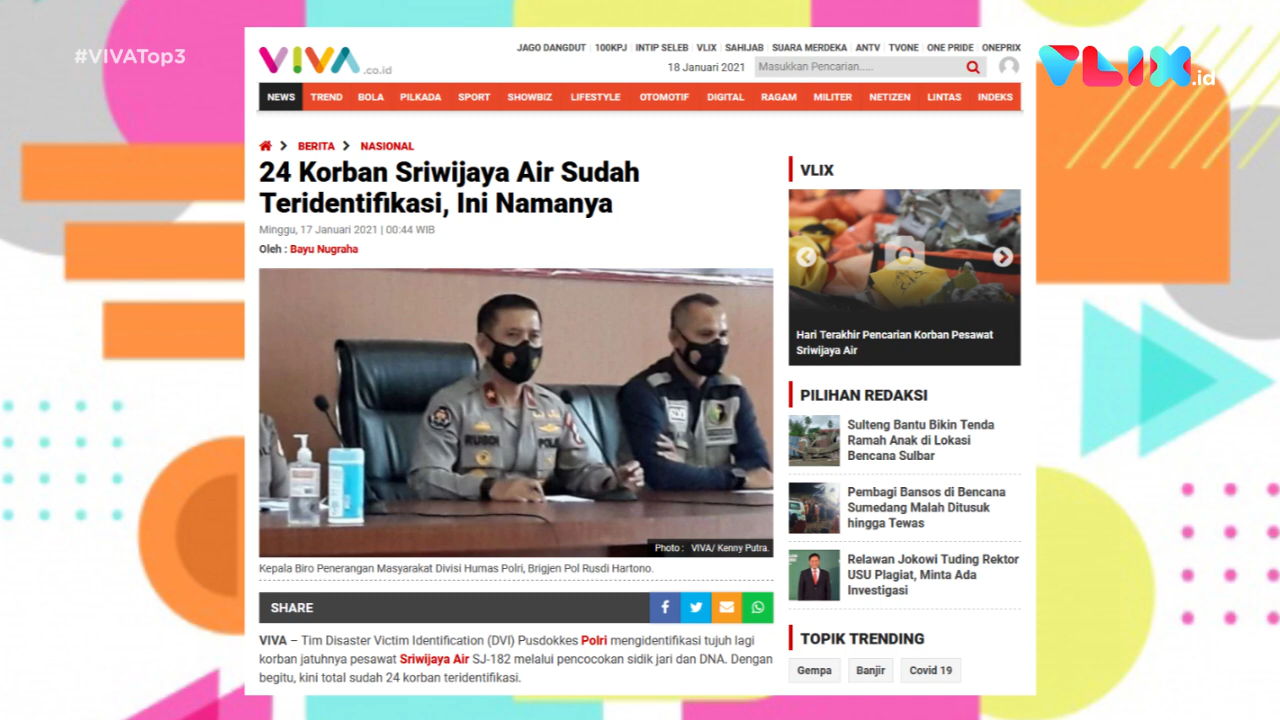 #VIVATop3
VLIX.id
VIVA.co.id
JAGO DANGDUT 100KPJ INTIP SELEB VLIX SAHIJAB SUARA MERDEKA ANTV TVONE ONE PRIDE ONEPRIX
18 Januari 2021 Masukkan Pencarian.....
NEWS TREND BOLA PILKADA SPORT SHOWBIZ LIFESTYLE OTOMOTIF DIGITAL RAGAM MILITER NETIZEN LINTAS INDEKS
BERITA NASIONAL
24 Korban Sriwijaya Air Sudah
Teridentifikasi, Ini Namanya
Minggu, 17 Januari 2021 | 00:44 WIB
Oleh : Bayu Nugraha
RUSDI
Photo : VIVA/ Kenny Putra.
Kepala Biro Penerangan Masyarakat Divisi Humas Polri, Brigjen Pol Rusdi Hartono.
SHARE
VIVA – Tim Disaster Victim Identification (DVI) Pusdokkes Polri mengidentifikasi tujuh lagi
korban jatuhnya pesawat Sriwijaya Air SJ-182 melalui pencocokan sidik jari dan DNA. Dengan
begitu, kini total sudah 24 korban teridentifikasi.
VLIX
Hari Terakhir Pencarian Korban Pesawat
Sriwijaya Air
PILIHAN REDAKSI
Sulteng Bantu Bikin Tenda
Ramah Anak di Lokasi
Bencana Sulbar
Pembagi Bansos di Bencana
Sumedang Malah Ditusuk
hingga Tewas
Relawan Jokowi Tuding Rektor
USU Plagiat, Minta Ada
Investigasi
TOPIK TRENDING
Gempa Banjir Covid 19